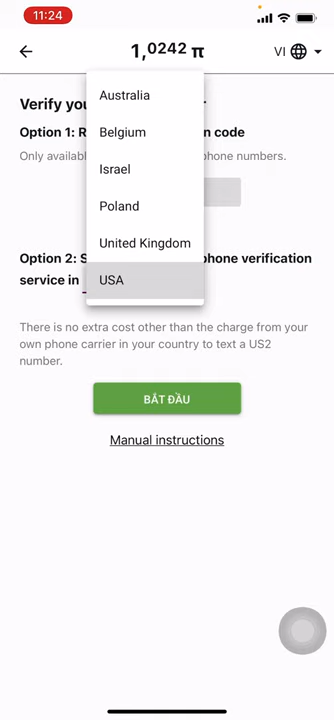 11:24
1,0242 π
VI
Verify you
Australia
Option 1: R n code
Belgium
Only availab phone numbers.
Israel
Poland
United Kingdom
Option 2: S phone verification
service in
USA
There is no extra cost other than the charge from your
own phone carrier in your country to text a US2
number.
BẮT ĐẦU
Manual instructions